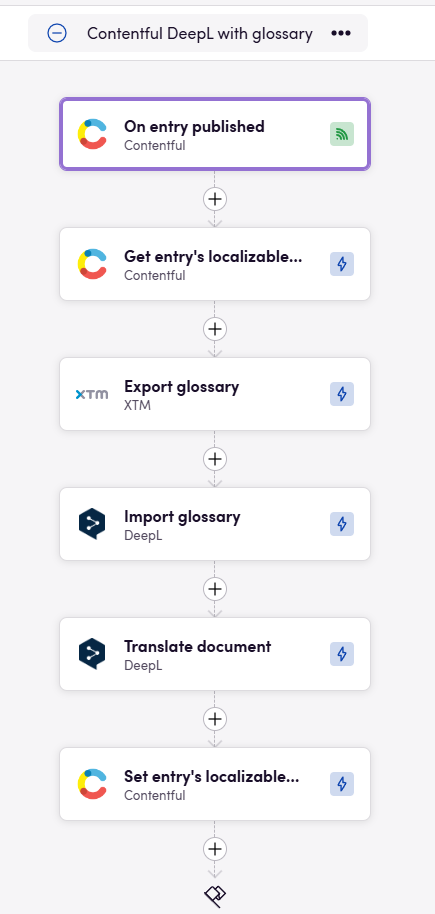 Contentful DeepL with glossary
On entry published
Contentful
Get entry's localizable...
Contentful
Export glossary
XTM
XTM
Import glossary
DeepL
Translate document
DeepL
Set entry's localizable...
Contentful